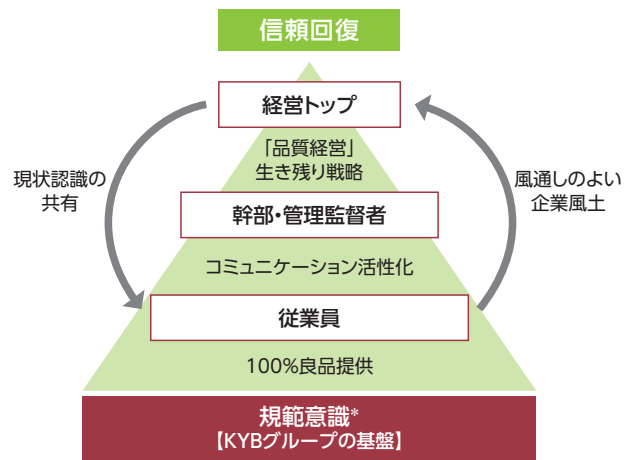 信頼回復
経営トップ
「品質経営」
生き残り戦略
現状認識の
共有
風通しのよい
企業風土
幹部・管理監督者
コミュニケーション活性化
従業員
100%良品提供
規範意識*
【KYBグループの基盤】